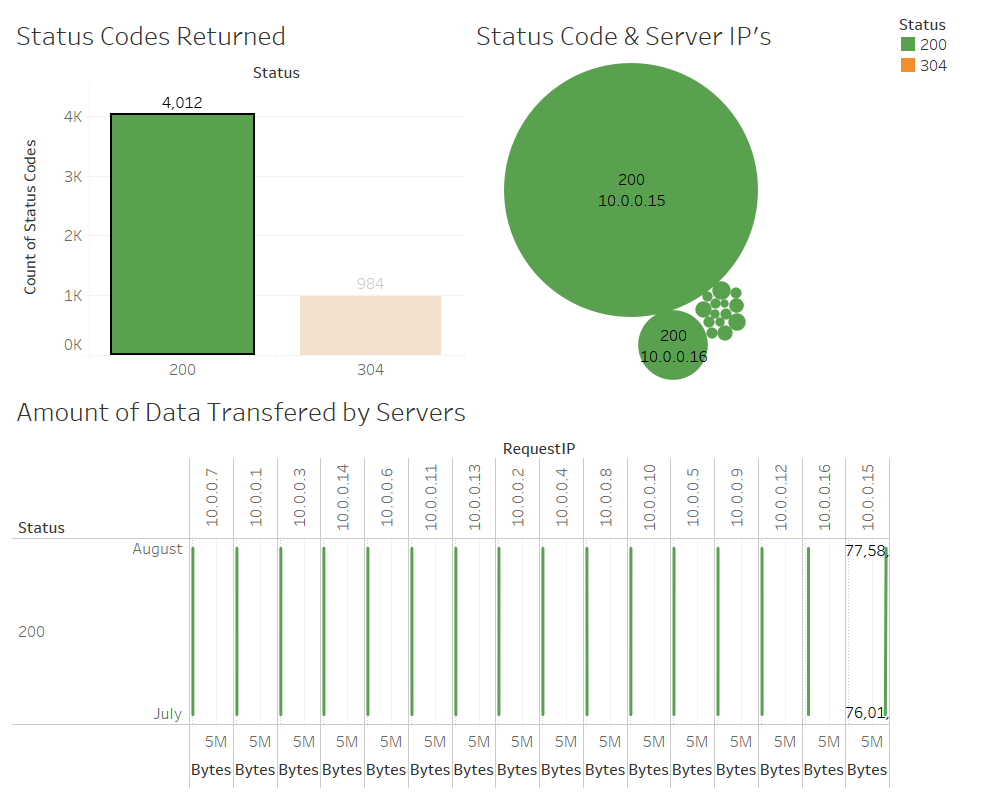 Status Codes Returned
Status
4,012
984
4K
3K
2K
1K
0K
Count of Status Codes
200
304
Status Code & Server IP's
200
10.0.0.15
200
10.0.0.16
Status
200
304
Amount of Data Transfered by Servers
RequestIP
10.0.0.7
10.0.0.1
10.0.0.3
10.0.0.14
10.0.0.6
10.0.0.11
10.0.0.13
10.0.0.2
10.0.0.4
10.0.0.8
10.0.0.10
10.0.0.5
10.0.0.9
10.0.0.12
10.0.0.16
10.0.0.15
Status
August
77,58,
200
July
76,01,
5M 5M 5M 5M 5M 5M 5M 5M 5M 5M 5M 5M 5M 5M 5M 5M
Bytes Bytes Bytes Bytes Bytes Bytes Bytes Bytes Bytes Bytes Bytes Bytes Bytes Bytes Bytes Bytes